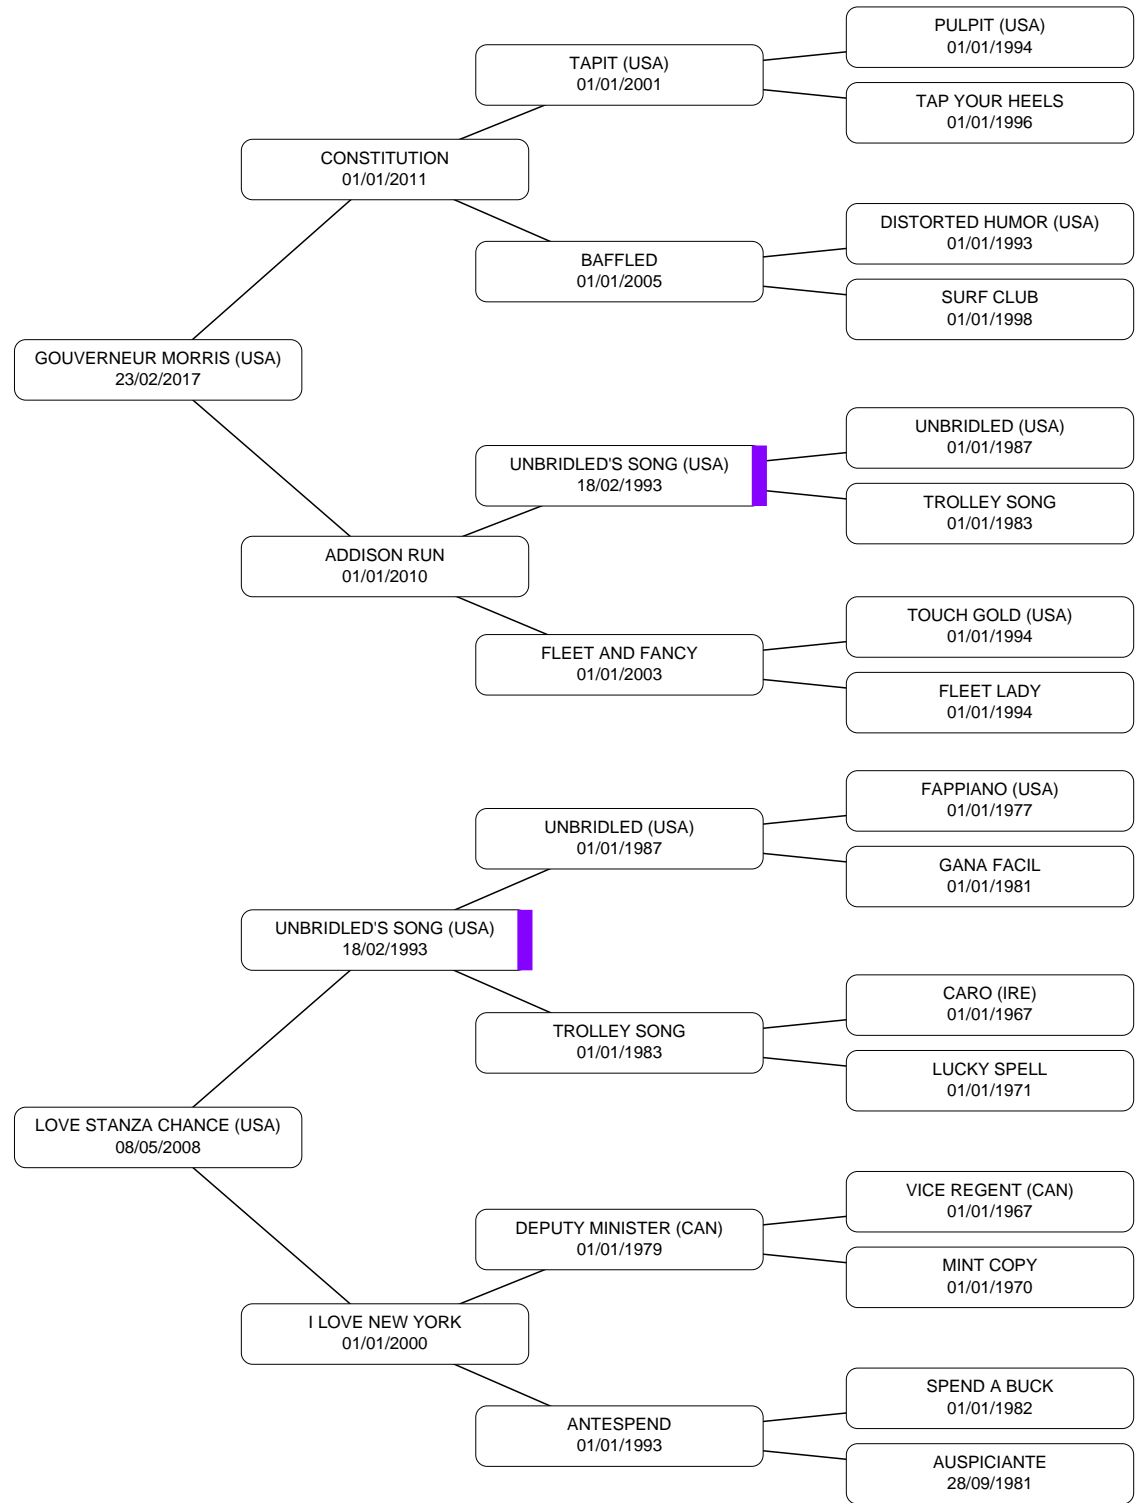 PULPIT (USA)
01/01/1994
TAPIT (USA)
01/01/2001
TAP YOUR HEELS
01/01/1996
CONSTITUTION
01/01/2011
DISTORTED HUMOR (USA)
01/01/1993
BAFFLED
01/01/2005
SURF CLUB
01/01/1998
GOUVERNEUR MORRIS (USA)
23/02/2017
UNBRIDLED (USA)
01/01/1987
UNBRIDLED'S SONG (USA)
18/02/1993
TROLLEY SONG
01/01/1983
ADDISON RUN
01/01/2010
TOUCH GOLD (USA)
01/01/1994
FLEET AND FANCY
01/01/2003
FLEET LADY
01/01/1994
FAPPIANO (USA)
01/01/1977
UNBRIDLED (USA)
01/01/1987
GANA FACIL
01/01/1981
UNBRIDLED'S SONG (USA)
18/02/1993
CARO (IRE)
01/01/1967
TROLLEY SONG
01/01/1983
LUCKY SPELL
01/01/1971
LOVE STANZA CHANCE (USA)
08/05/2008
VICE REGENT (CAN)
01/01/1967
DEPUTY MINISTER (CAN)
01/01/1979
MINT COPY
01/01/1970
I LOVE NEW YORK
01/01/2000
SPEND A BUCK
01/01/1982
ANTESPEND
01/01/1993
AUSPICIANTE
28/09/1981